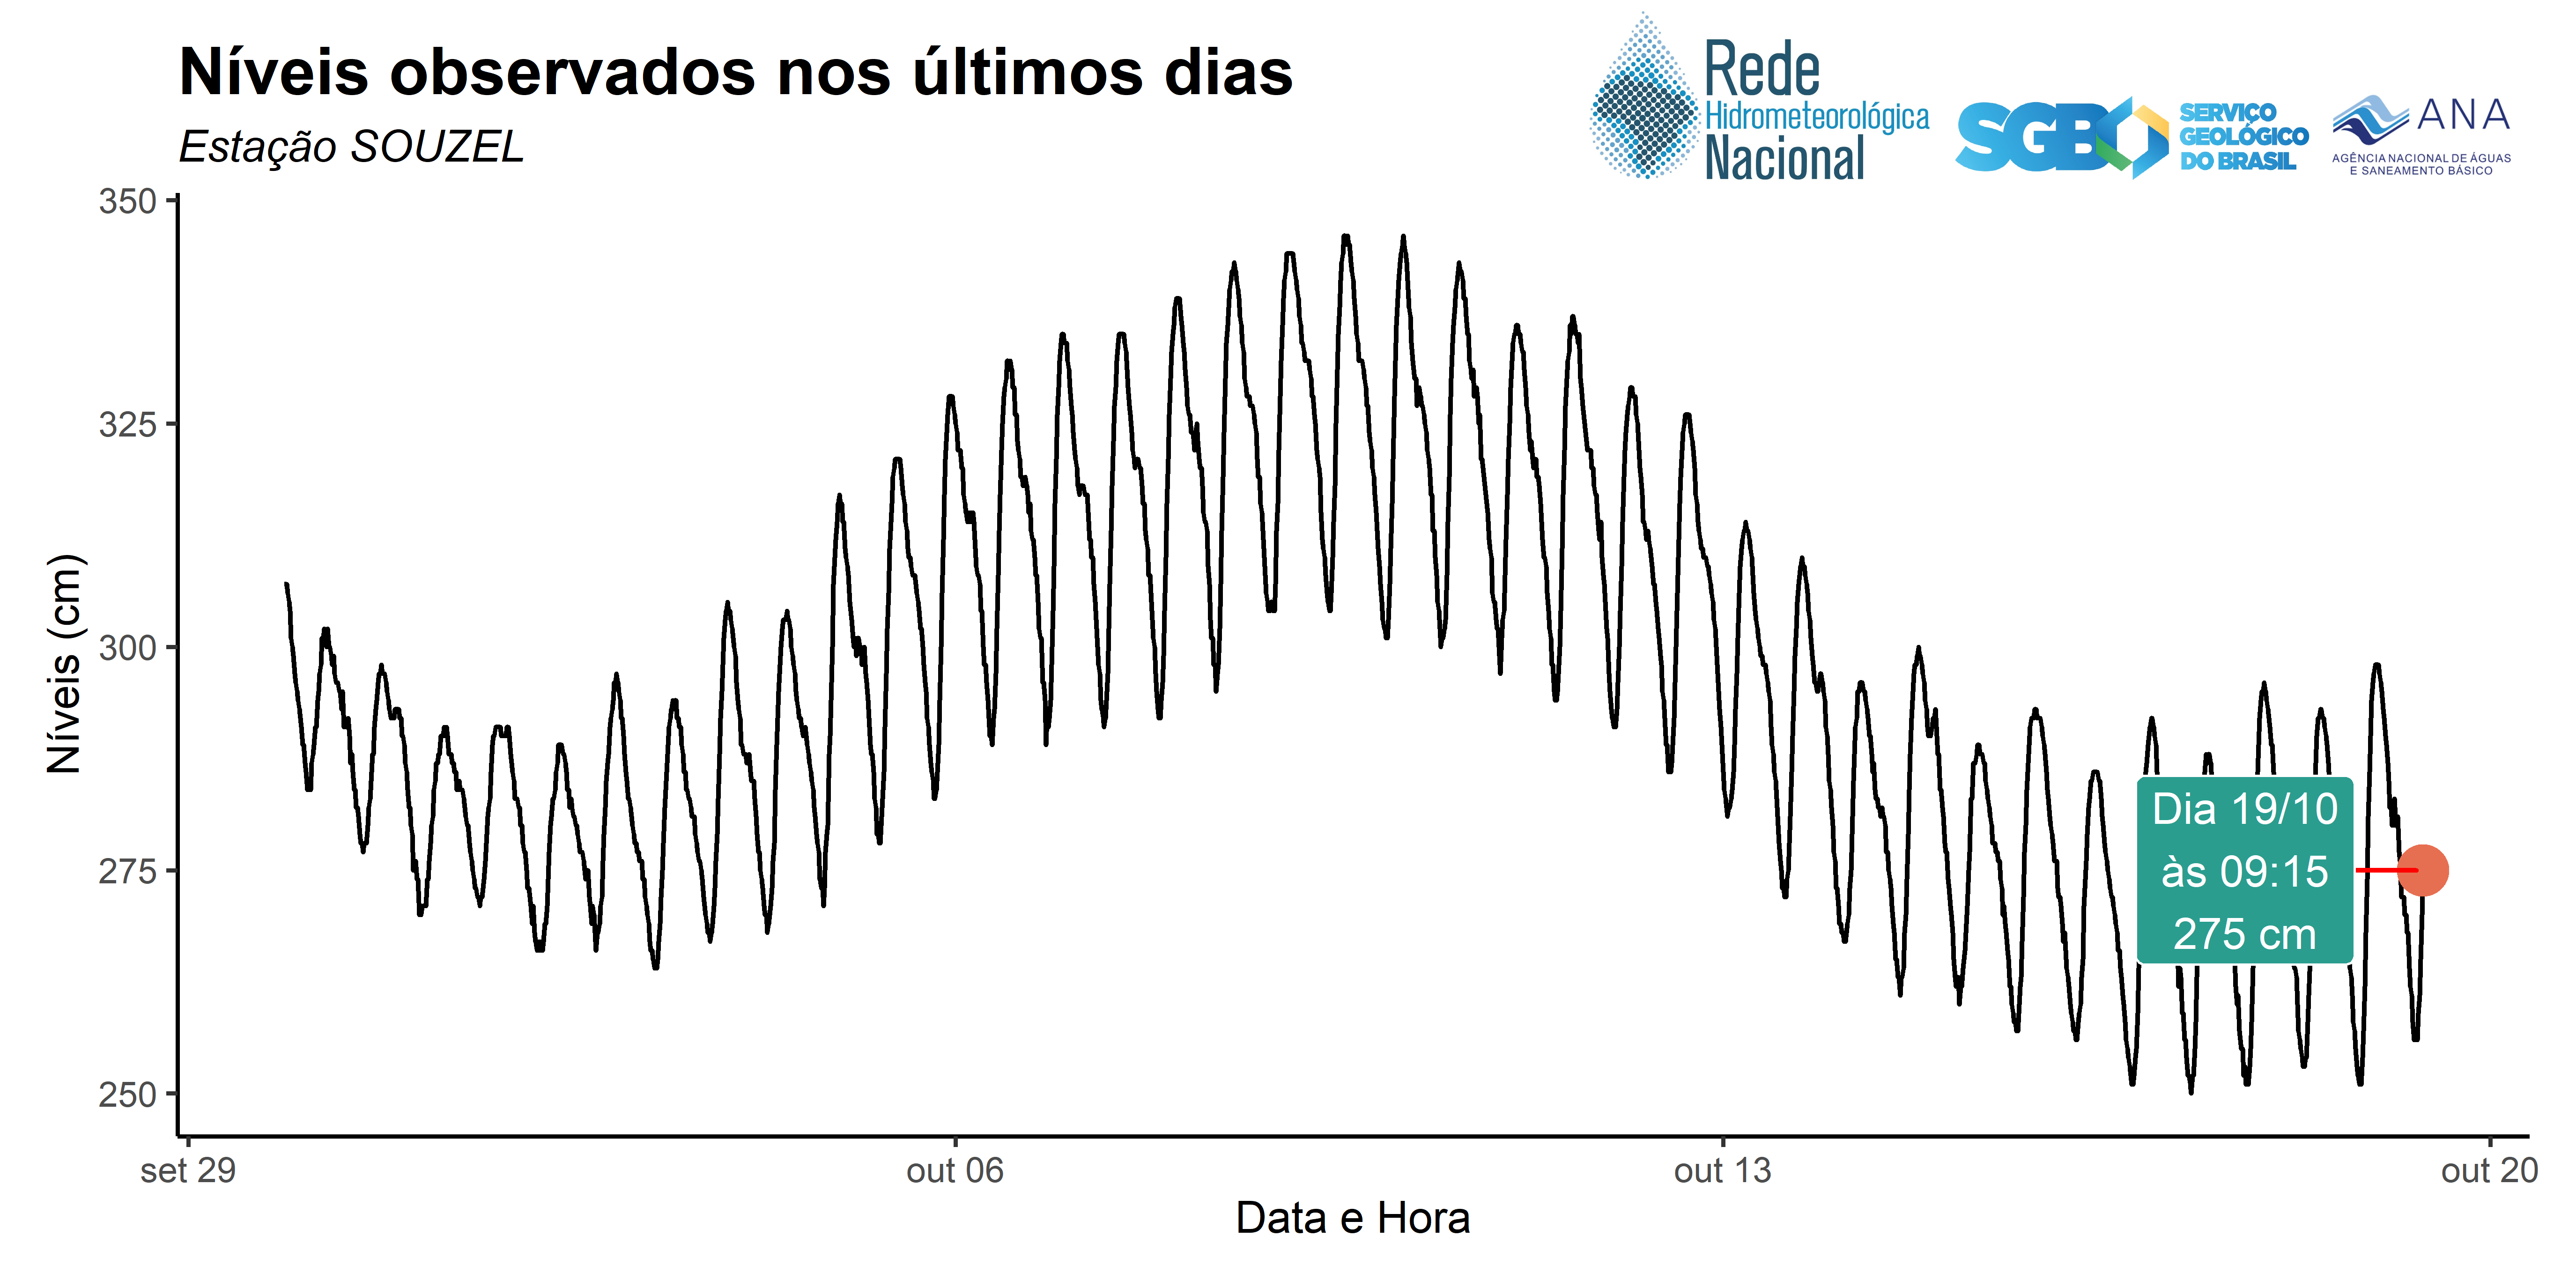 Níveis observados nos últimos dias
Estação SOUZEL
Rede
Hidrometeorológica
Nacional
SGB
SERVIÇO
GEOLÓGICO
DO BRASIL
ANA
AGÊNCIA NACIONAL DE ÁGUAS
E SANEAMENTO BÁSICO
350
325
300
275
250
Níveis (cm)
Dia 19/10
às 09:15
275 cm
set 29
out 06
out 13
out 20
Data e Hora